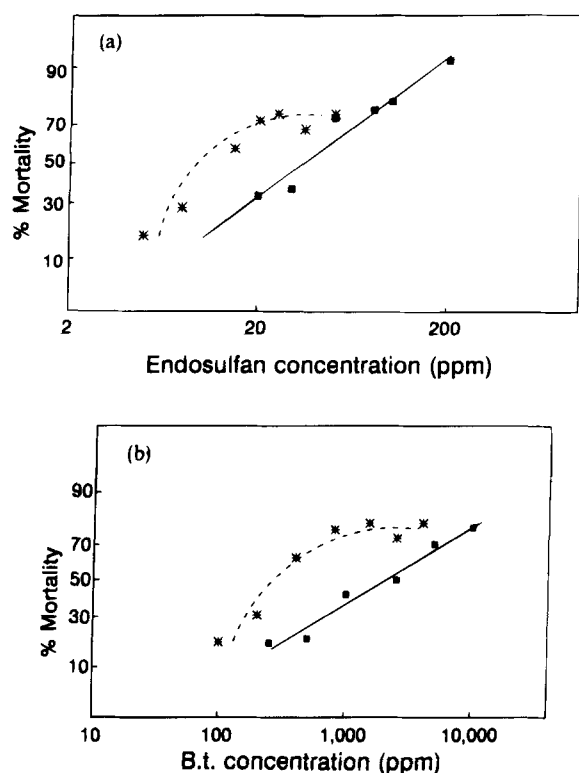 (a)
90
70
50
30
10
% Mortality
2 20 200
Endosulfan concentration (ppm)
(b)
90
70
50
30
10
% Mortality
10 100 1,000 10,000
B.t. concentration (ppm)